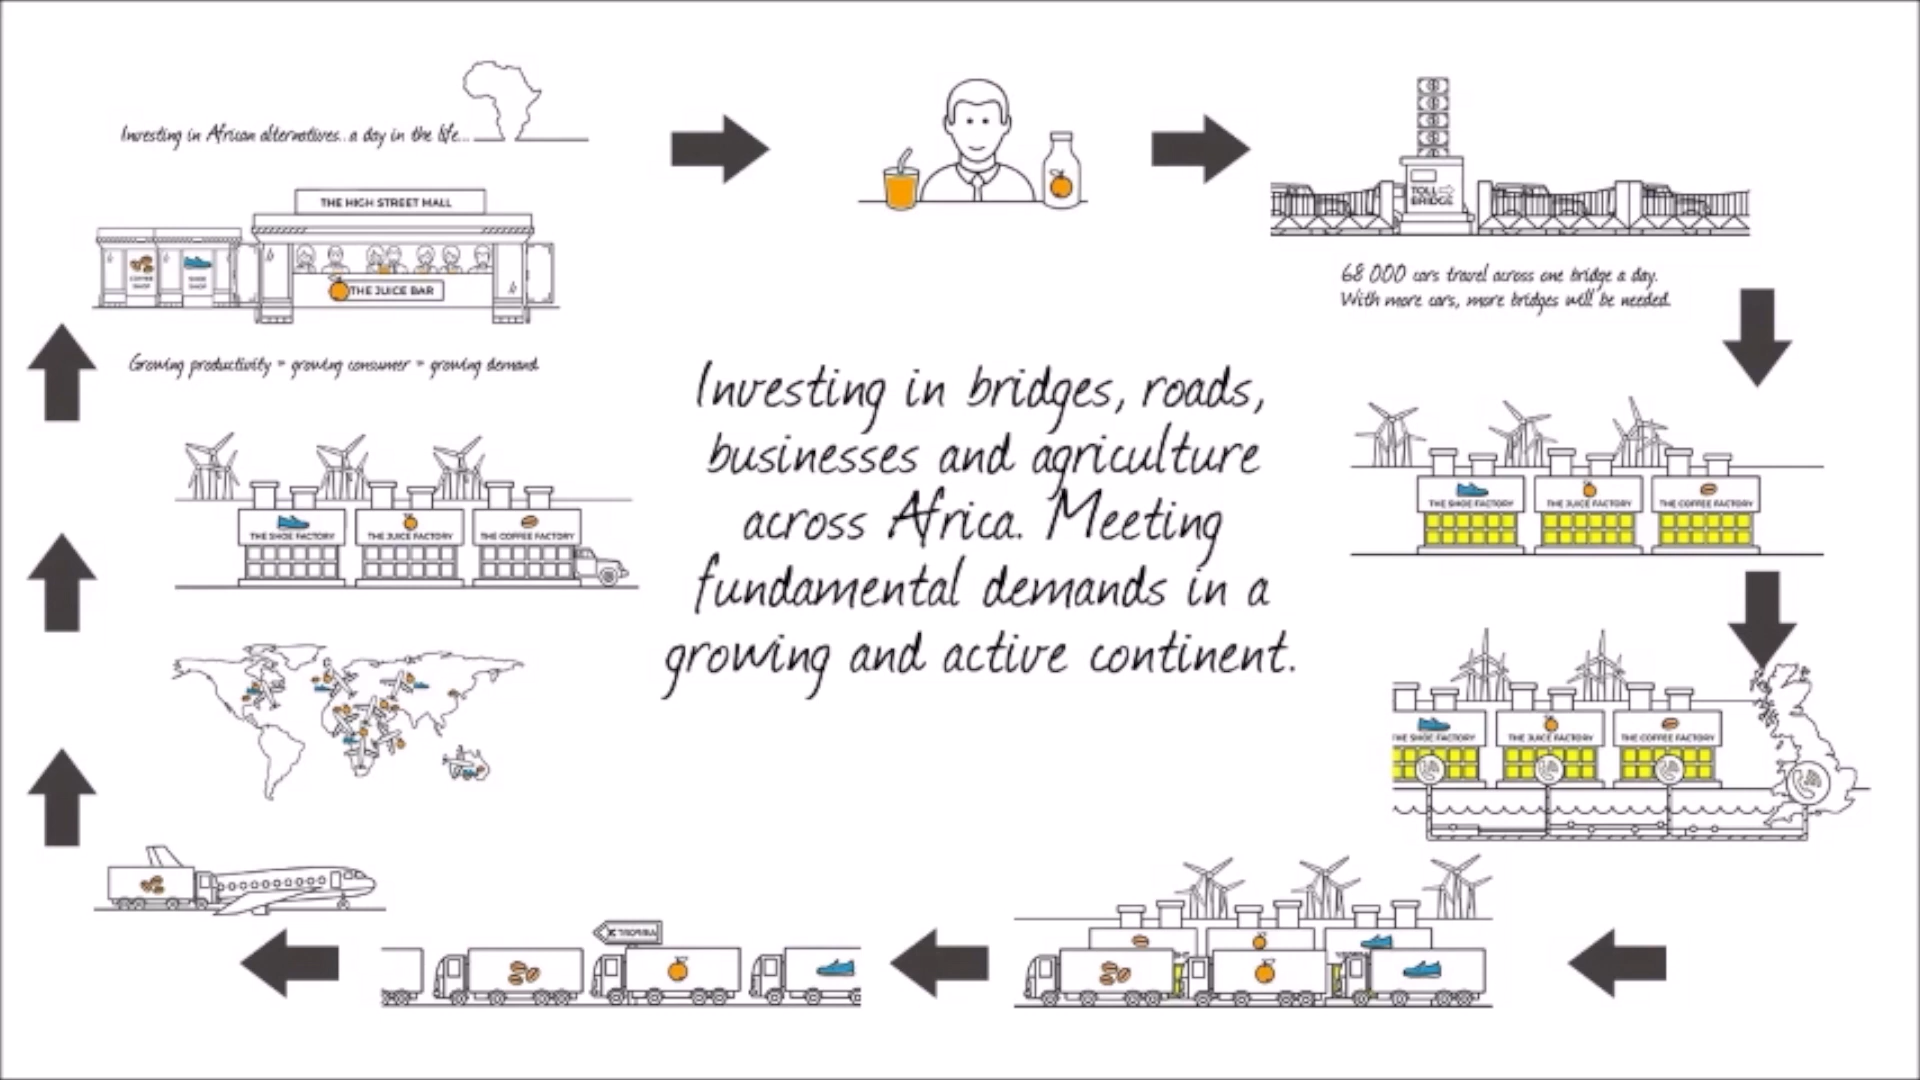 Investing in African alternatives...a day in the life...
THE HIGH STREET MALL
COFFEE
SHOP
SHOE
SHOP
THE JUICE BAR
Growing productivity = growing consumer = growing demand.
TOLL
BRIDGE
68 000 cars travel across one bridge a day.
With more cars, more bridges will be needed.
Investing in bridges, roads,
businesses and agriculture
across Africa. Meeting
fundamental demands in a
growing and active continent.
THE SHOE FACTORY
THE JUICE FACTORY
THE COFFEE FACTORY
THE SHOE FACTORY
THE JUICE FACTORY
THE COFFEE FACTORY
THE SHOE FACTORY
THE JUICE FACTORY
THE COFFEE FACTORY